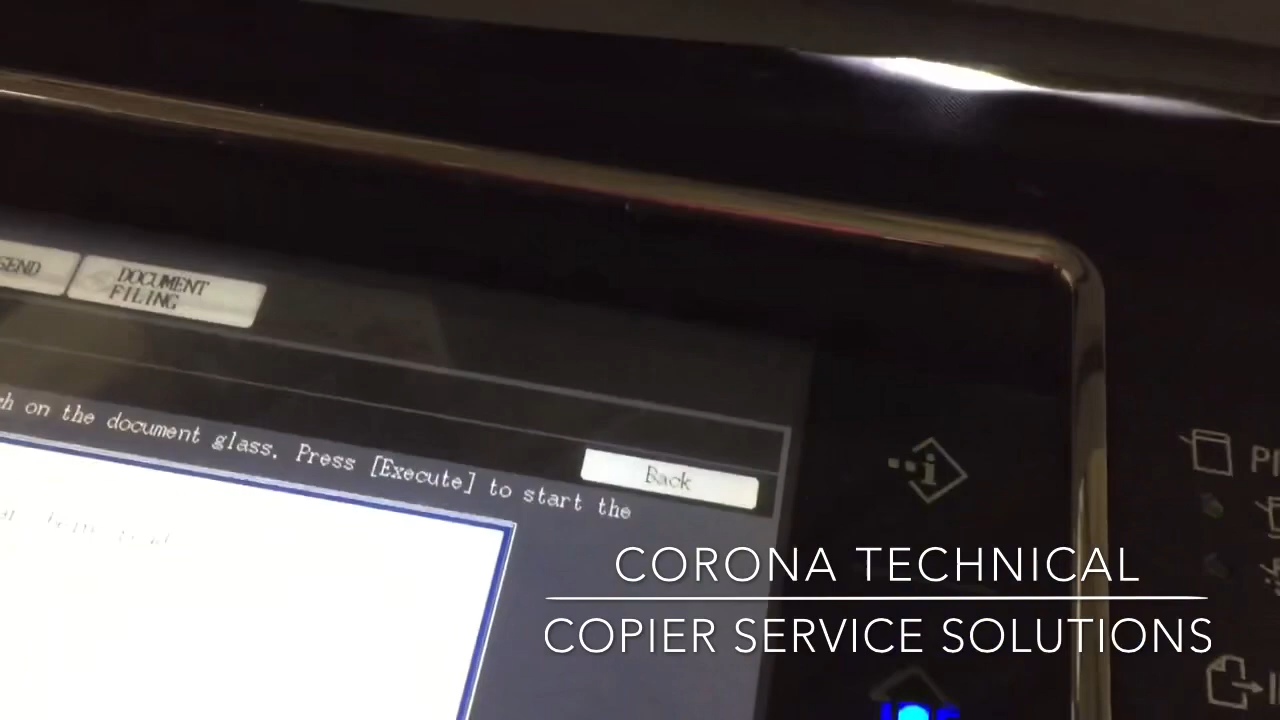 SEND
DOCUMENT
FILING
on the document glass. Press [Execute] to start the
Back
CORONA TECHNICAL
COPIER SERVICE SOLUTIONS